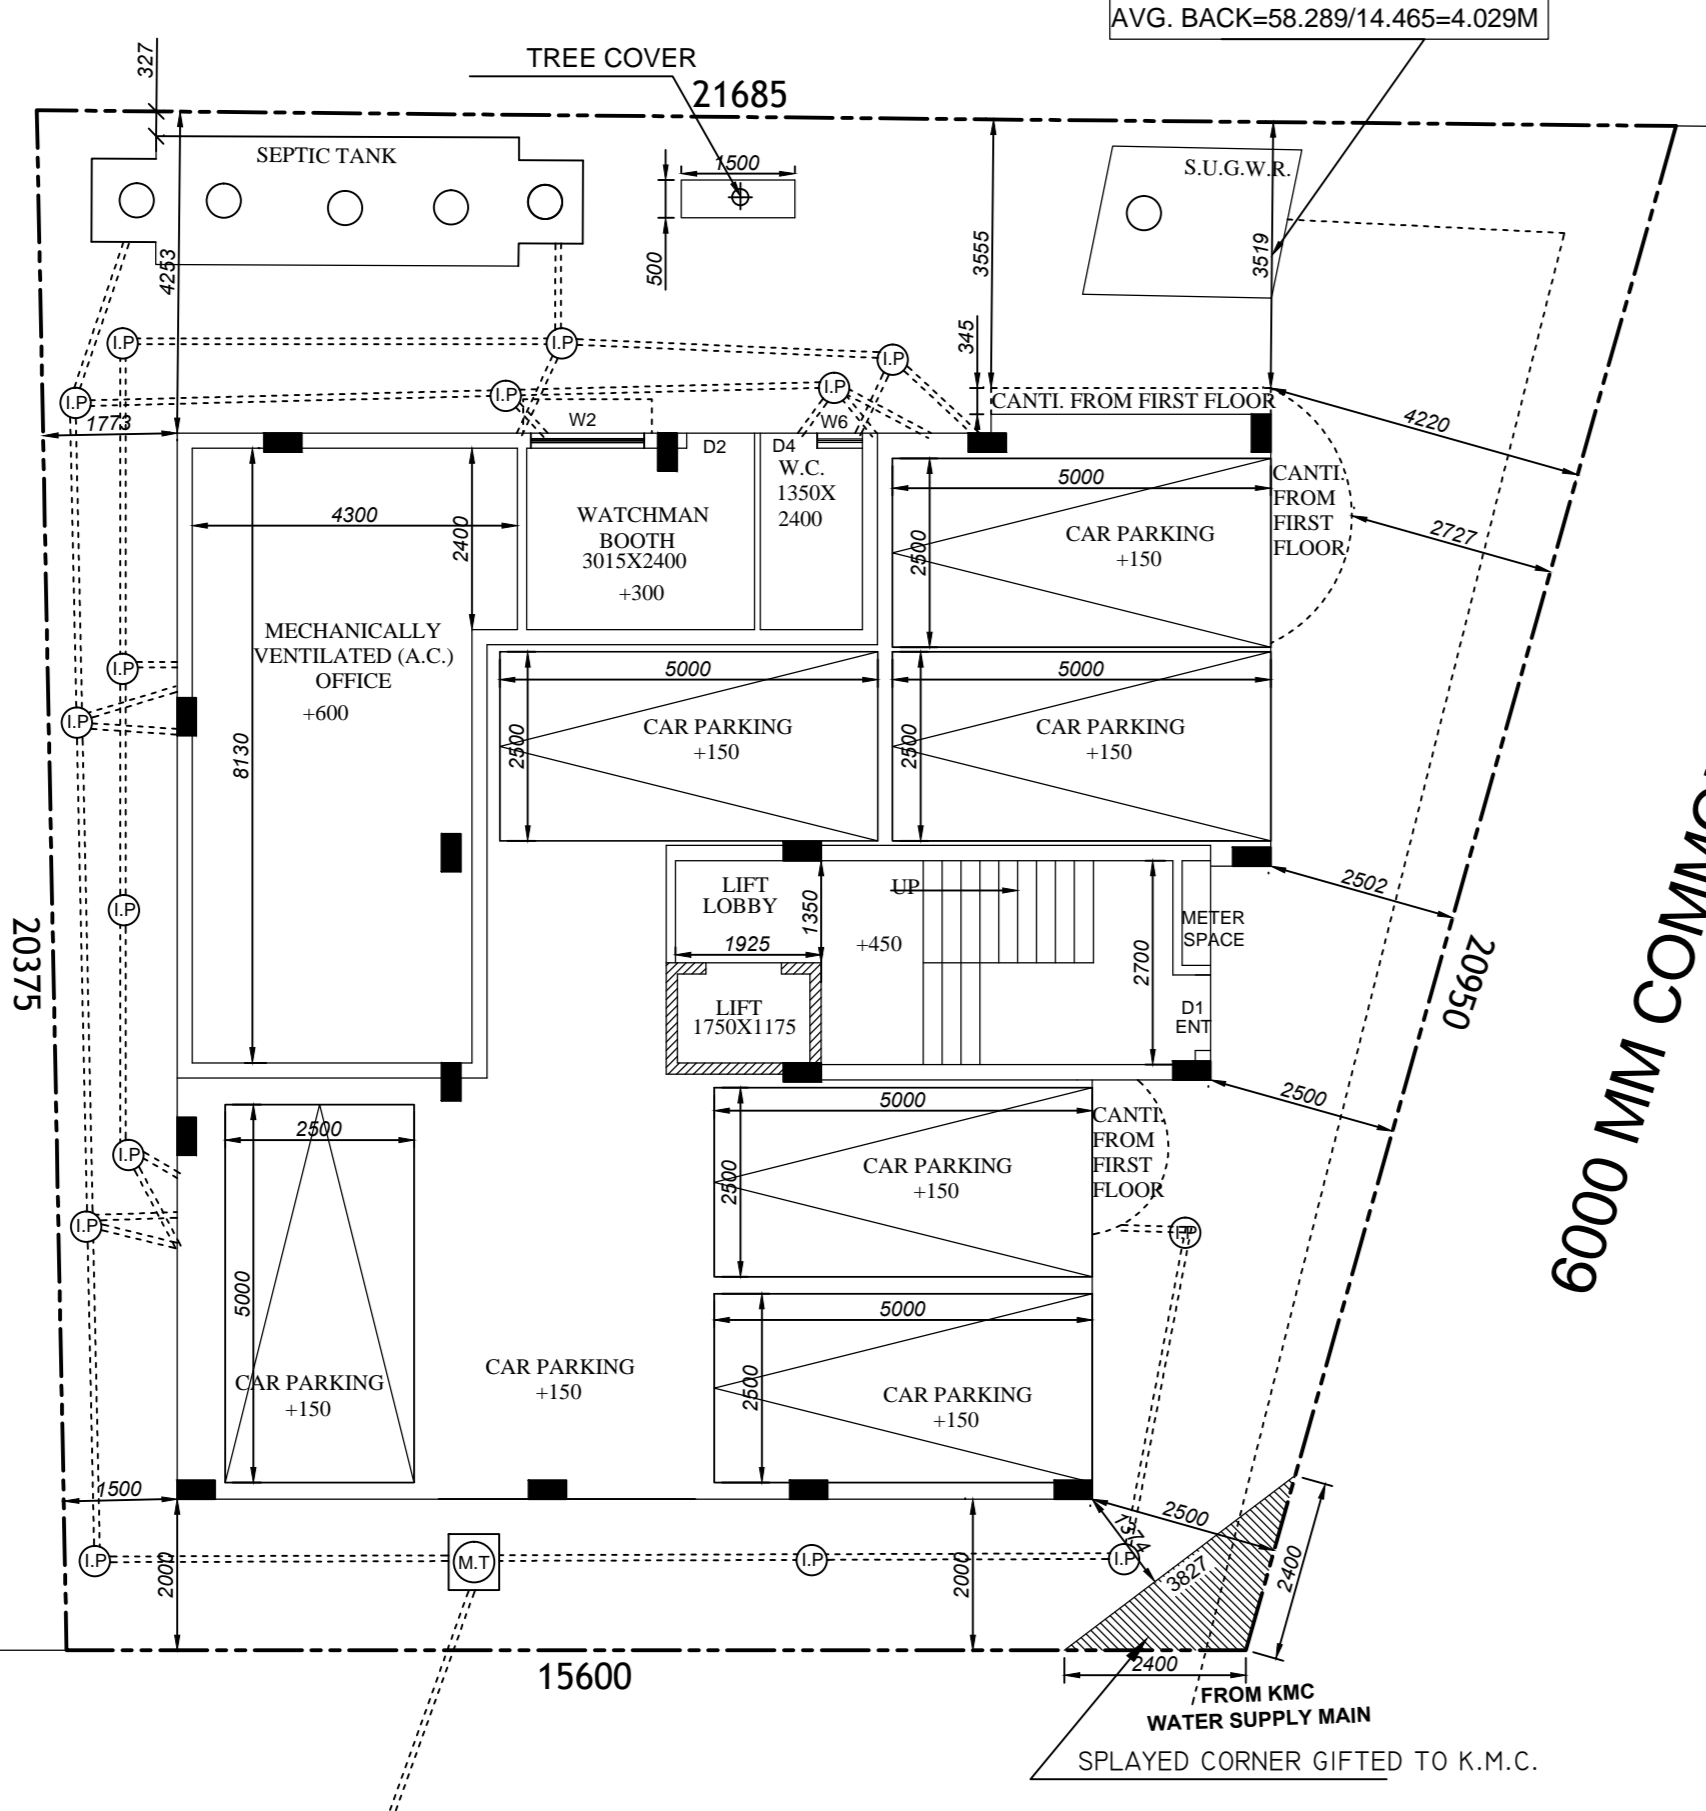 AVG. BACK=58.289/14.465=4.029M
TREE COVER
327
21685
SEPTIC TANK
1500
S.U.G.W.R.
4253
500
3555
3519
345
I.P
I.P
I.P
I.P
I.P
I.P
CANTI. FROM FIRST FLOOR
1773
W2
W6
D2
D4
4220
W.C.
1350X
2400
5000
CANTI.
FROM
FIRST
FLOOR
4300
2400
WATCHMAN
BOOTH
3015X2400
+300
2500
CAR PARKING
+150
2727
MECHANICALLY
VENTILATED (A.C.)
OFFICE
+600
I.P
I.P
8130
5000
2500
CAR PARKING
+150
5000
2500
CAR PARKING
+150
LIFT
LOBBY
1350
UP
2502
I.P
20375
1925
+450
2700
METER
SPACE
20950
LIFT
1750X1175
D1
ENT
6000 MM
2500
2500
5000
5000
2500
CAR PARKING
+150
CANTI.
FROM
FIRST
FLOOR
I.P
I.P
I.P
CAR PARKING
+150
CAR PARKING
+150
5000
2500
CAR PARKING
+150
1500
2500
2000
I.P
M.T
I.P
2000
I.P
3827
2400
15600
2400
FROM KMC
WATER SUPPLY MAIN
SPLAYED CORNER GIFTED TO K.M.C.